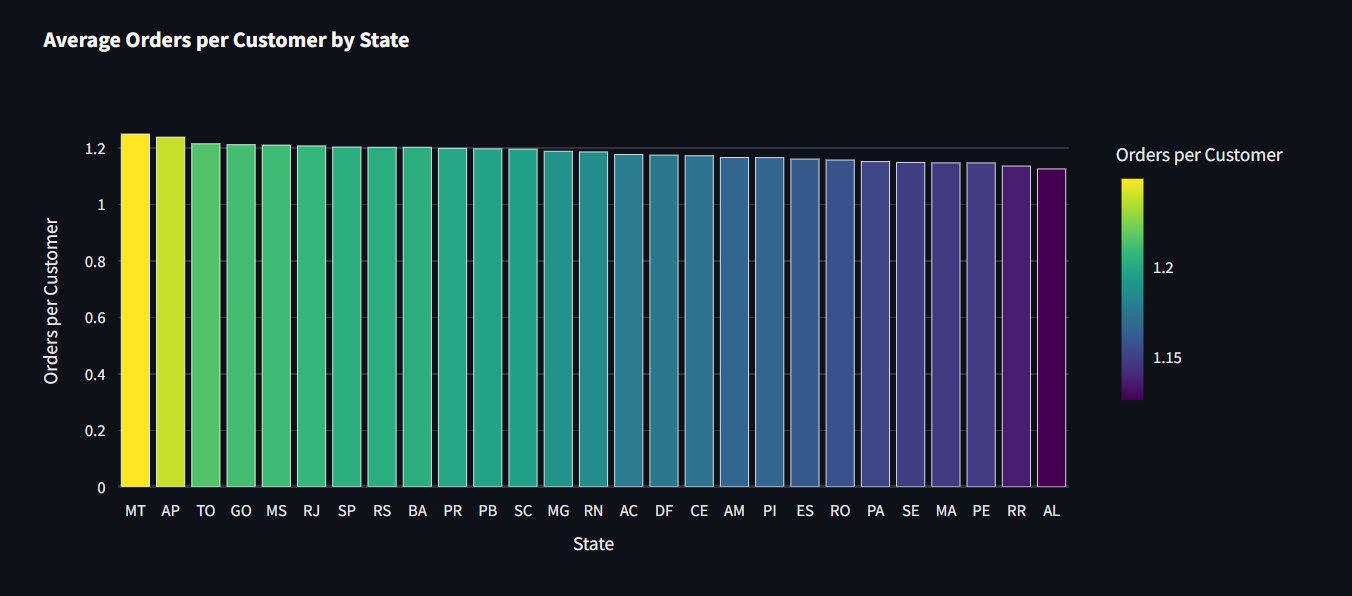 Average Orders per Customer by State
Orders per Customer
1.2
1
0.8
0.6
0.4
0.2
0
MT AP TO GO MS RJ SP RS BA PR PB SC MG RN AC DF CE AM PI ES RO PA SE MA PE RR AL
State
Orders per Customer
1.2
1.15